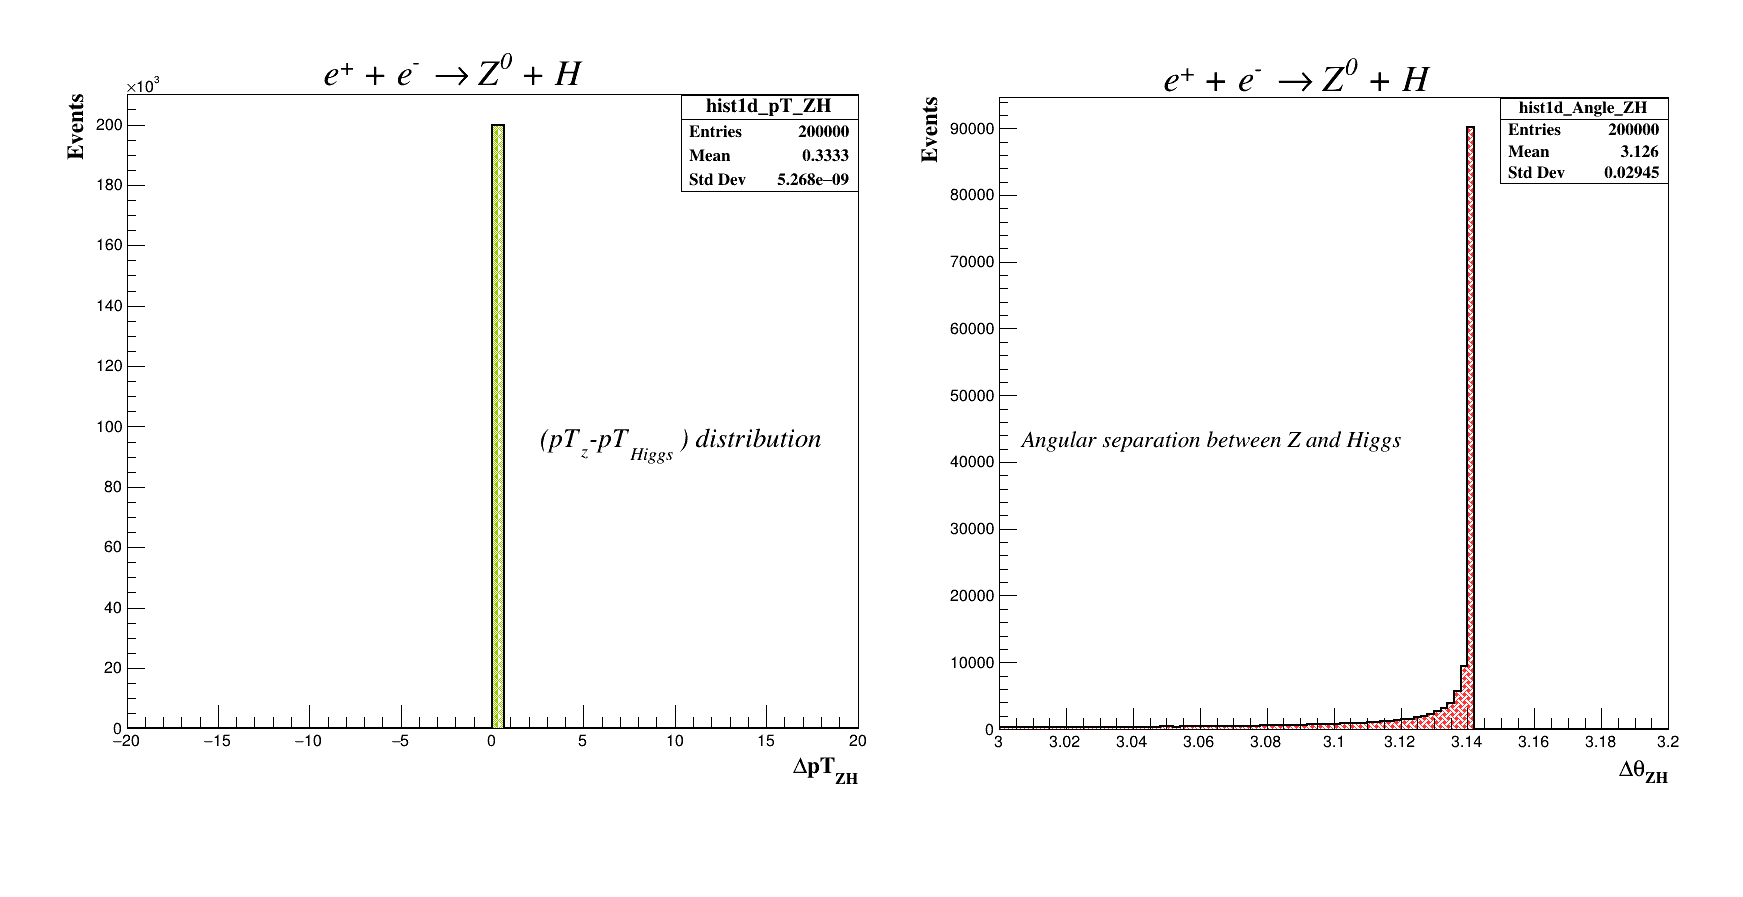 e⁺ + e⁻ → Z⁰ + H
×10³
Events
hist1d_pT_ZH
Entries 200000
Mean 0.3333
Std Dev 5.268e−09
200
180
160
140
120
100
80
60
40
20
0
(pT_z-pT_Higgs ) distribution
−20 −15 −10 −5 0 5 10 15 20
ΔpT_ZH
e⁺ + e⁻ → Z⁰ + H
Events
hist1d_Angle_ZH
Entries 200000
Mean 3.126
Std Dev 0.02945
90000
80000
70000
60000
50000
40000
30000
20000
10000
0
Angular separation between Z and Higgs
3 3.02 3.04 3.06 3.08 3.1 3.12 3.14 3.16 3.18 3.2
Δθ_ZH